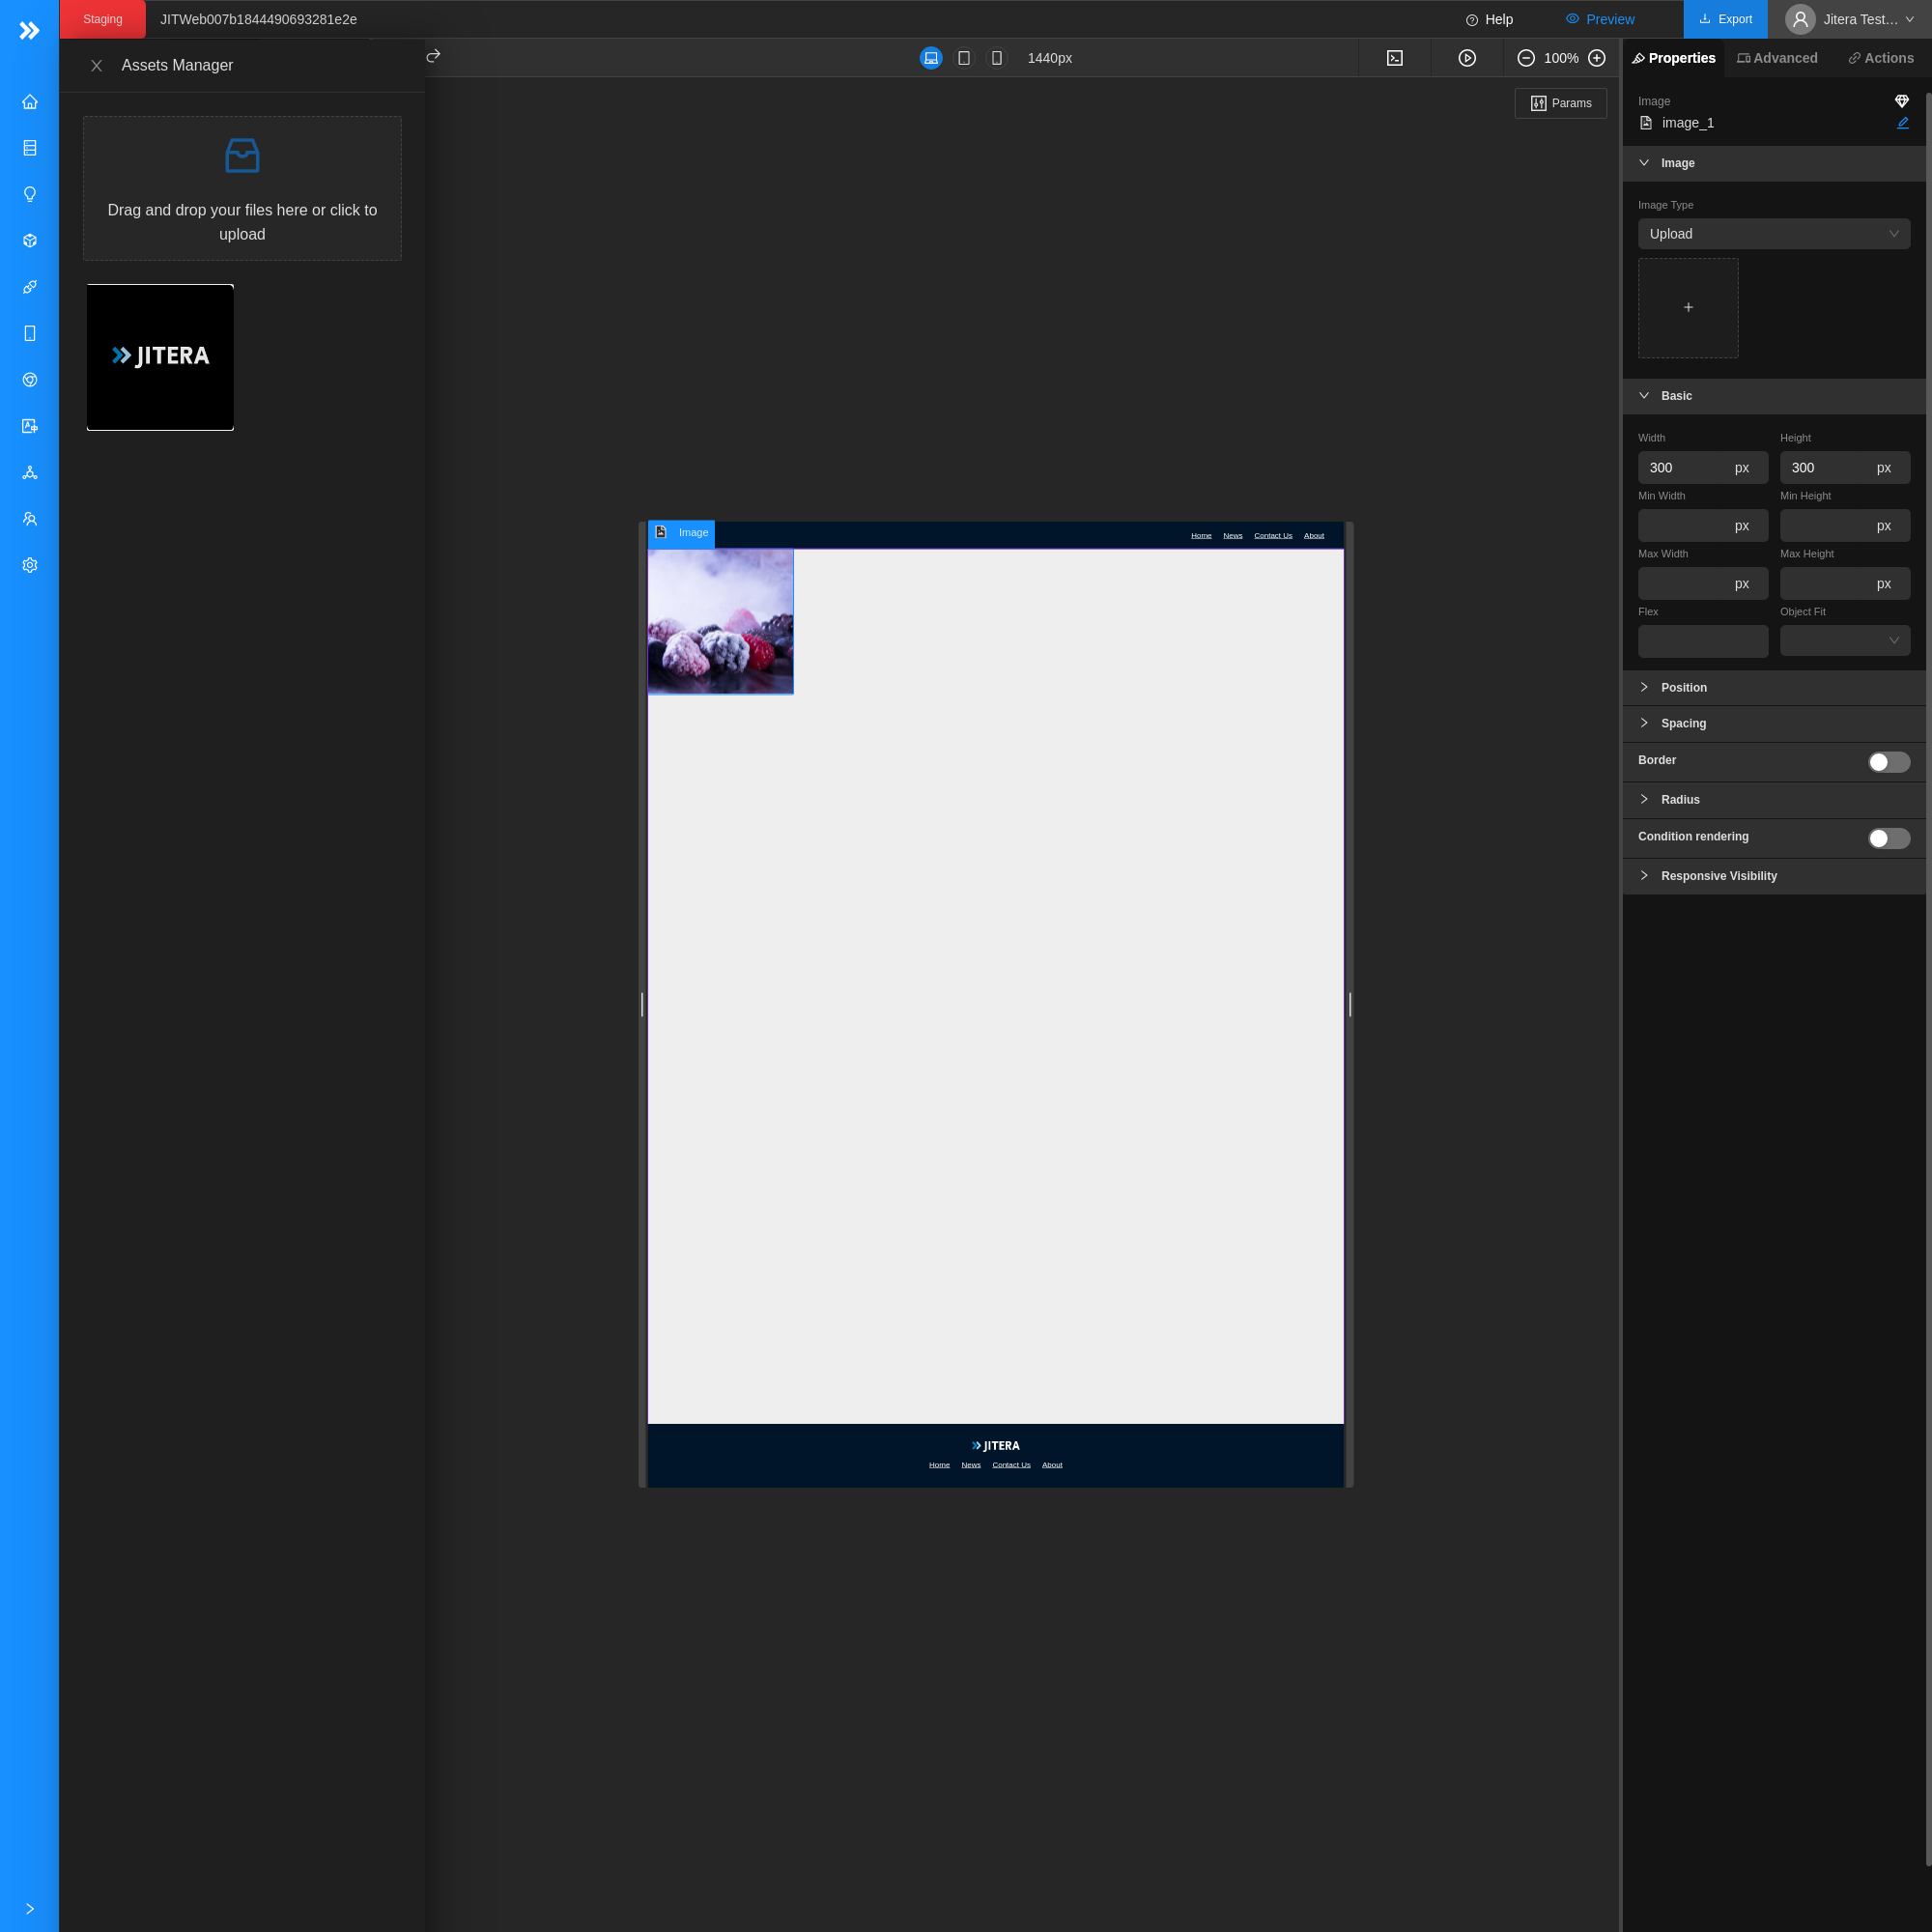 Staging
JITWeb007b1844490693281e2e
Help
Preview
Export
Jitera Test...
Assets Manager
1440px
100%
Properties
Advanced
Actions
Params
Drag and drop your files here or click to
upload
JITERA
Image
Home
News
Contact Us
About
JITERA
Home
News
Contact Us
About
Image
image_1
Image
Image Type
Upload
Basic
Width
Height
300 px
300 px
Min Width
Min Height
px
px
Max Width
Max Height
px
px
Flex
Object Fit
Position
Spacing
Border
Radius
Condition rendering
Responsive Visibility